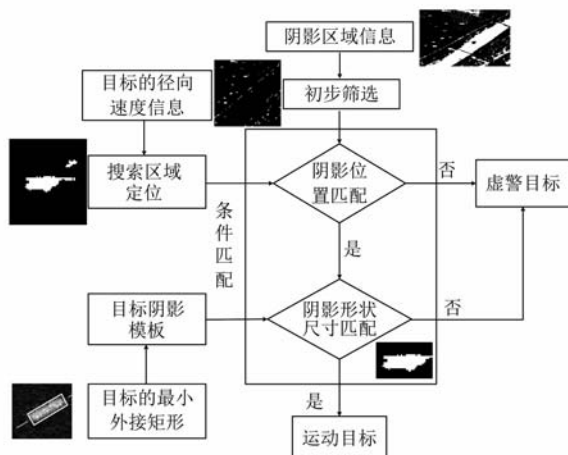 阴影区域信息
目标的径向
速度信息
初步筛选
搜索区域
定位
阴影位
置匹配
否
虚警目标
条件匹配
是
目标阴影
模板
阴影形状
尺寸匹配
否
目标的最小
外接矩形
是
运动目标